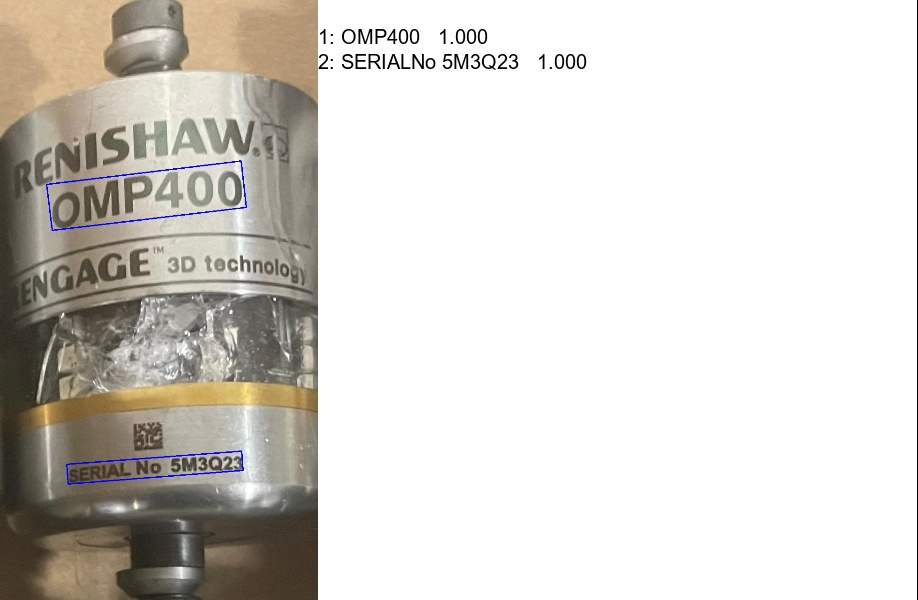 RENISHAW.
OMP400
RENGAGE™ 3D technology
SERIAL No 5M3Q23
1: OMP400 1.000
2: SERIALNo 5M3Q23 1.000